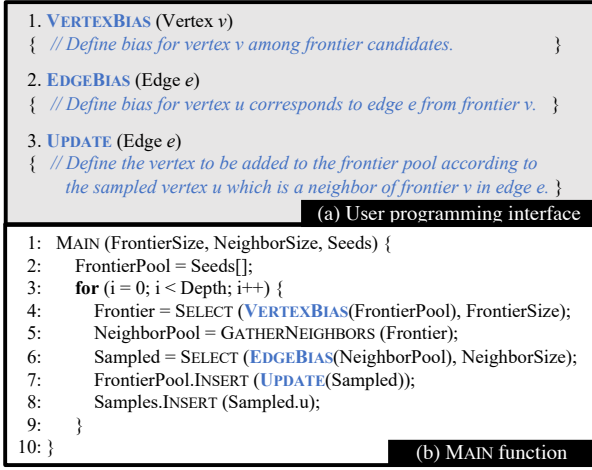 1. VERTEXBIAS (Vertex v)
{ // Define bias for vertex v among frontier candidates. }
2. EDGEBIAS (Edge e)
{ // Define bias for vertex u corresponds to edge e from frontier v. }
3. UPDATE (Edge e)
{ // Define the vertex to be added to the frontier pool according to
the sampled vertex u which is a neighbor of frontier v in edge e. }
(a) User programming interface
1: MAIN (FrontierSize, NeighborSize, Seeds) {
2: FrontierPool = Seeds[];
3: for (i = 0; i < Depth; i++) {
4: Frontier = SELECT (VERTEXBIAS(FrontierPool), FrontierSize);
5: NeighborPool = GATHERNEIGHBORS (Frontier);
6: Sampled = SELECT (EDGEBIAS(NeighborPool), NeighborSize);
7: FrontierPool.INSERT (UPDATE(Sampled));
8: Samples.INSERT (Sampled.u);
9: }
10: }
(b) MAIN function